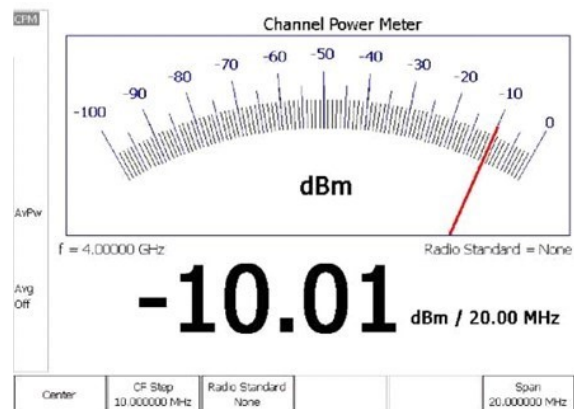 CPM
Channel Power Meter
-100
-90
-80
-70
-60
-50
-40
-30
-20
-10
0
dBm
AvPwr
f = 4.00000 GHz
Radio Standard = None
Avg
Off
-10.01 dBm / 20.00 MHz
Center
CF Step
10.000000 MHz
Radio Standard
None
Span
20.000000 MHz